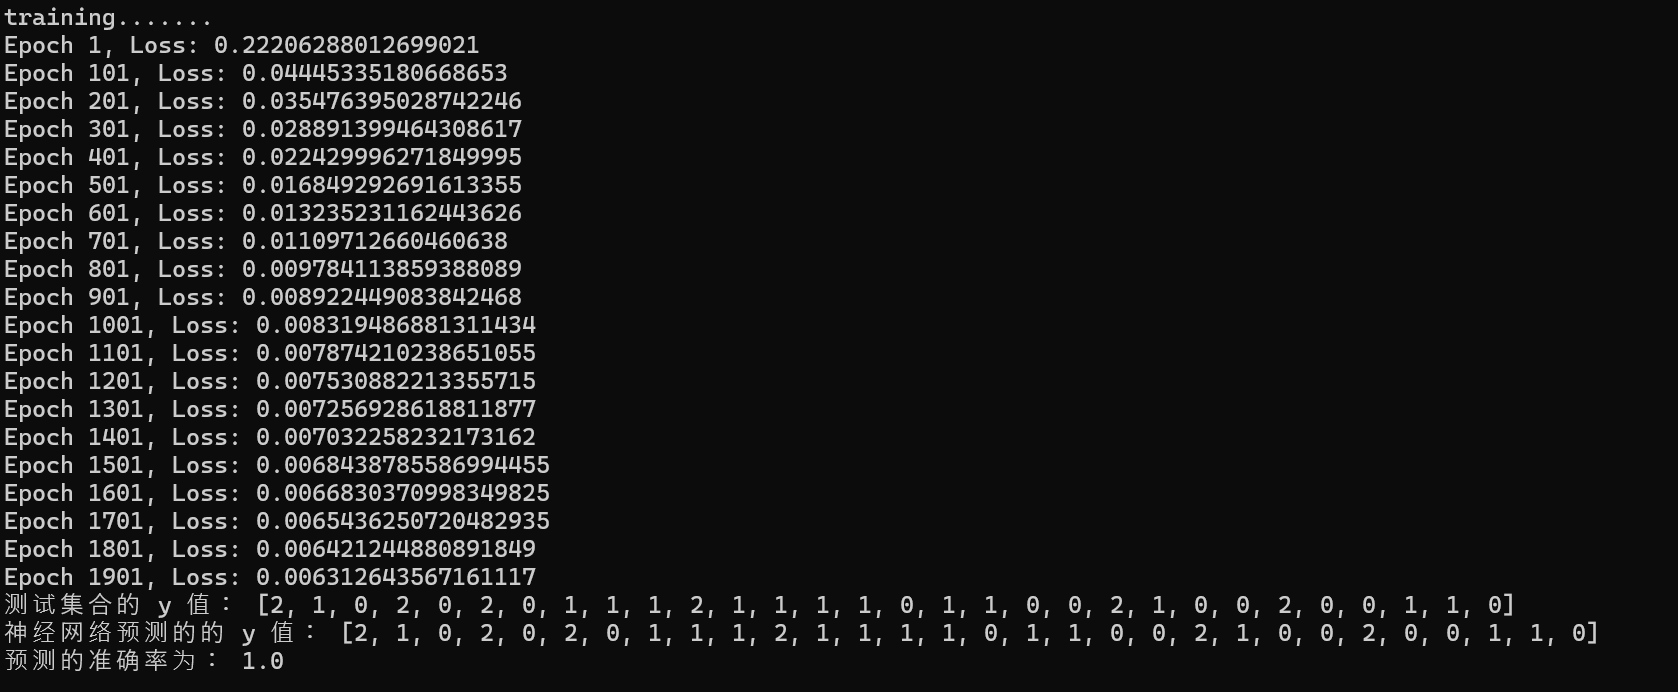 training.......
Epoch 1, Loss: 0.22206288012699021
Epoch 101, Loss: 0.04445335180668653
Epoch 201, Loss: 0.035476395028742246
Epoch 301, Loss: 0.028891399464308617
Epoch 401, Loss: 0.022429996271849995
Epoch 501, Loss: 0.016849292691613355
Epoch 601, Loss: 0.013235231162443626
Epoch 701, Loss: 0.01109712660460638
Epoch 801, Loss: 0.009784113859388089
Epoch 901, Loss: 0.008922449083842468
Epoch 1001, Loss: 0.008319486881311434
Epoch 1101, Loss: 0.007874210238651055
Epoch 1201, Loss: 0.007530882213355715
Epoch 1301, Loss: 0.007256928618811877
Epoch 1401, Loss: 0.007032258232173162
Epoch 1501, Loss: 0.0068438785586994455
Epoch 1601, Loss: 0.0066830370998349825
Epoch 1701, Loss: 0.0065436250720482935
Epoch 1801, Loss: 0.006421244880891849
Epoch 1901, Loss: 0.006312643567161117
测试集合的 y 值： [2, 1, 0, 2, 0, 2, 0, 1, 1, 1, 2, 1, 1, 1, 1, 0, 1, 1, 0, 0, 2, 1, 0, 0, 2, 0, 0, 1, 1, 0]
神经网络预测的的 y 值： [2, 1, 0, 2, 0, 2, 0, 1, 1, 1, 2, 1, 1, 1, 1, 0, 1, 1, 0, 0, 2, 1, 0, 0, 2, 0, 0, 1, 1, 0]
预测的准确率为： 1.0